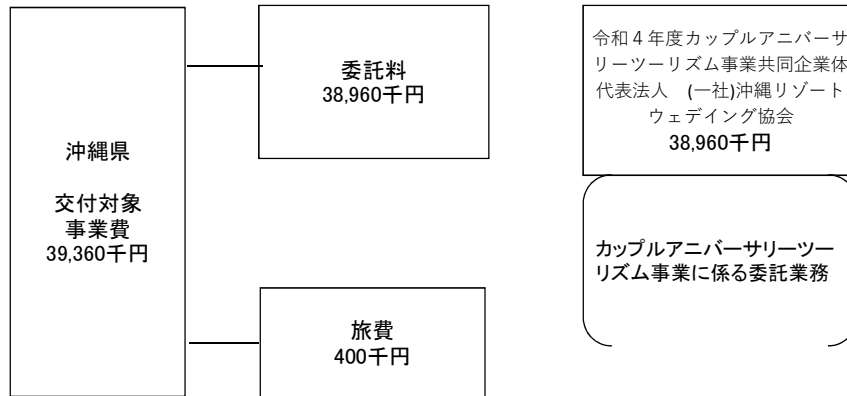 沖縄県
交付対象
事業費
39,360千円
委託料
38,960千円
旅費
400千円
令和4年度カップルアニバーサ
リーツーリズム事業共同企業体
代表法人　(一社)沖縄リゾート
ウェデイング協会
38,960千円
カップルアニバーサリーツー
リズム事業に係る委託業務